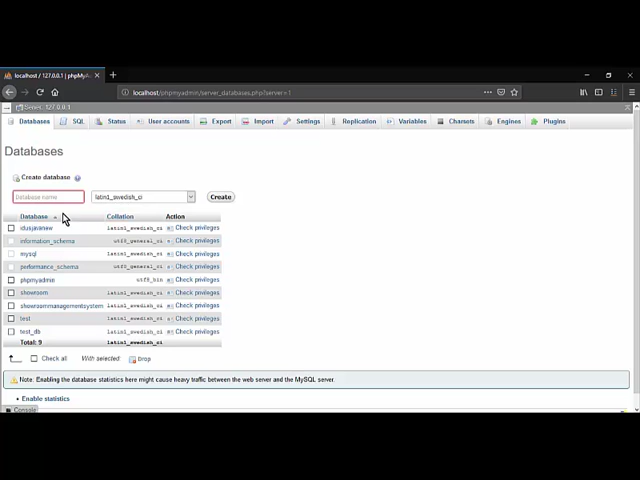 localhost / 127.0.0.1 | phpMyA
localhost/phpmyadmin/server_databases.php?server=1
Server: 127.0.0.1
Databases SQL Status User accounts Export Import Settings Replication Variables Charsets Engines Plugins
Databases
Create database
Database name latin1_swedish_ci Create
Database Collation Action
latin1_swedish_ci Check privileges
information_schema utf8_general_ci Check privileges
mysql latin1_swedish_ci Check privileges
performance_schema utf8_general_ci Check privileges
phpmyadmin utf8_bin Check privileges
showroom latin1_swedish_ci Check privileges
showroommanagementsystem latin1_swedish_ci Check privileges
test latin1_swedish_ci Check privileges
test_db latin1_swedish_ci Check privileges
Total: 9 latin1_swedish_ci
Check all With selected: Drop
Note: Enabling the database statistics here might cause heavy traffic between the web server and the MySQL server.
Enable statistics
Console